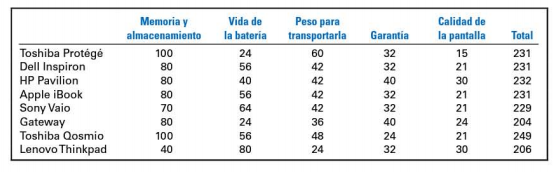 Memoria y almacenamiento Vida de la batería Peso para transportarla Garantía Calidad de la pantalla Total
Toshiba Protégé 100 24 60 32 15 231
Dell Inspiron 80 56 42 32 21 231
HP Pavilion 80 40 42 40 30 232
Apple iBook 80 56 42 32 21 231
Sony Vaio 70 64 42 32 21 229
Gateway 80 24 36 40 24 204
Toshiba Qosmio 100 56 48 24 21 249
Lenovo Thinkpad 40 80 24 32 30 206